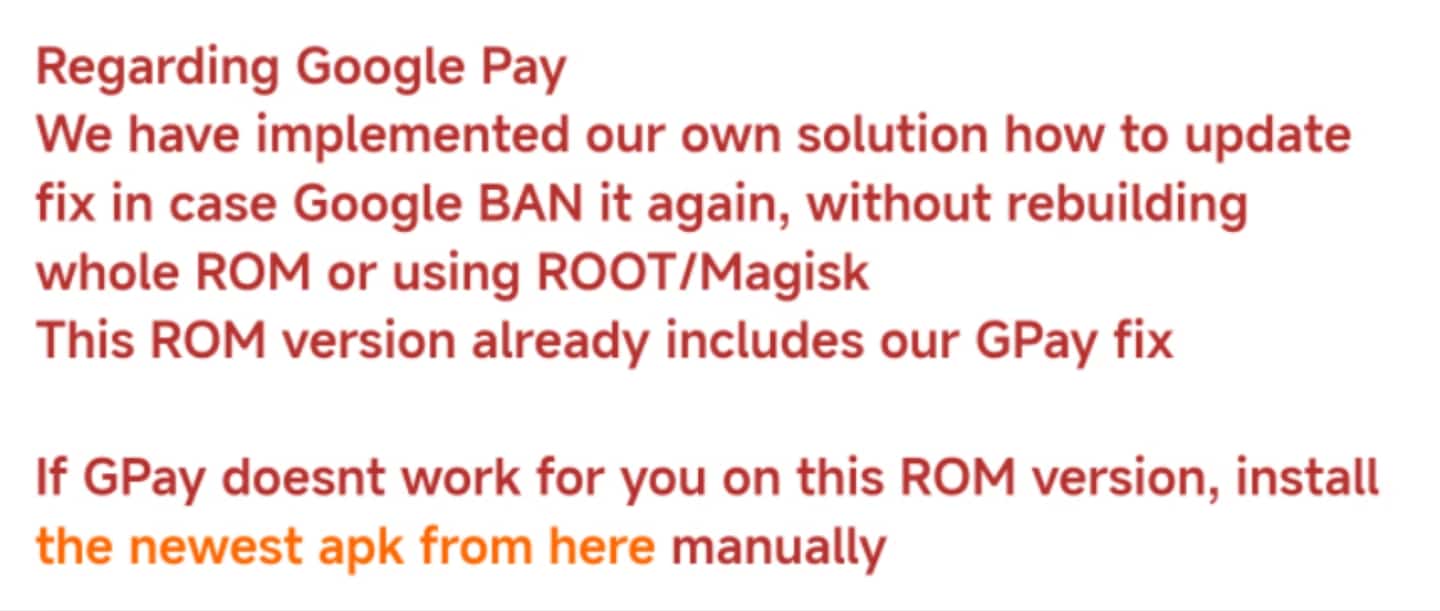 Regarding Google Pay
We have implemented our own solution how to update
fix in case Google BAN it again, without rebuilding
whole ROM or using ROOT/Magisk
This ROM version already includes our GPay fix
If GPay doesnt work for you on this ROM version, install
the newest apk from here manually